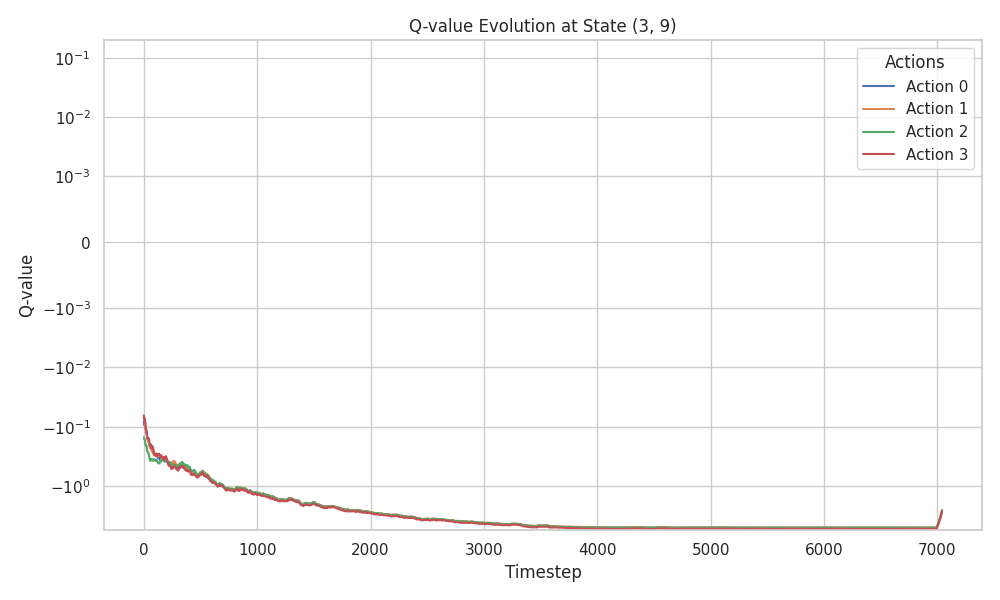 Q-value Evolution at State (3, 9)
Actions
Action 0
Action 1
Action 2
Action 3
Q-value
10⁻¹
10⁻²
10⁻³
0
−10⁻³
−10⁻²
−10⁻¹
−10⁰
0 1000 2000 3000 4000 5000 6000 7000
Timestep